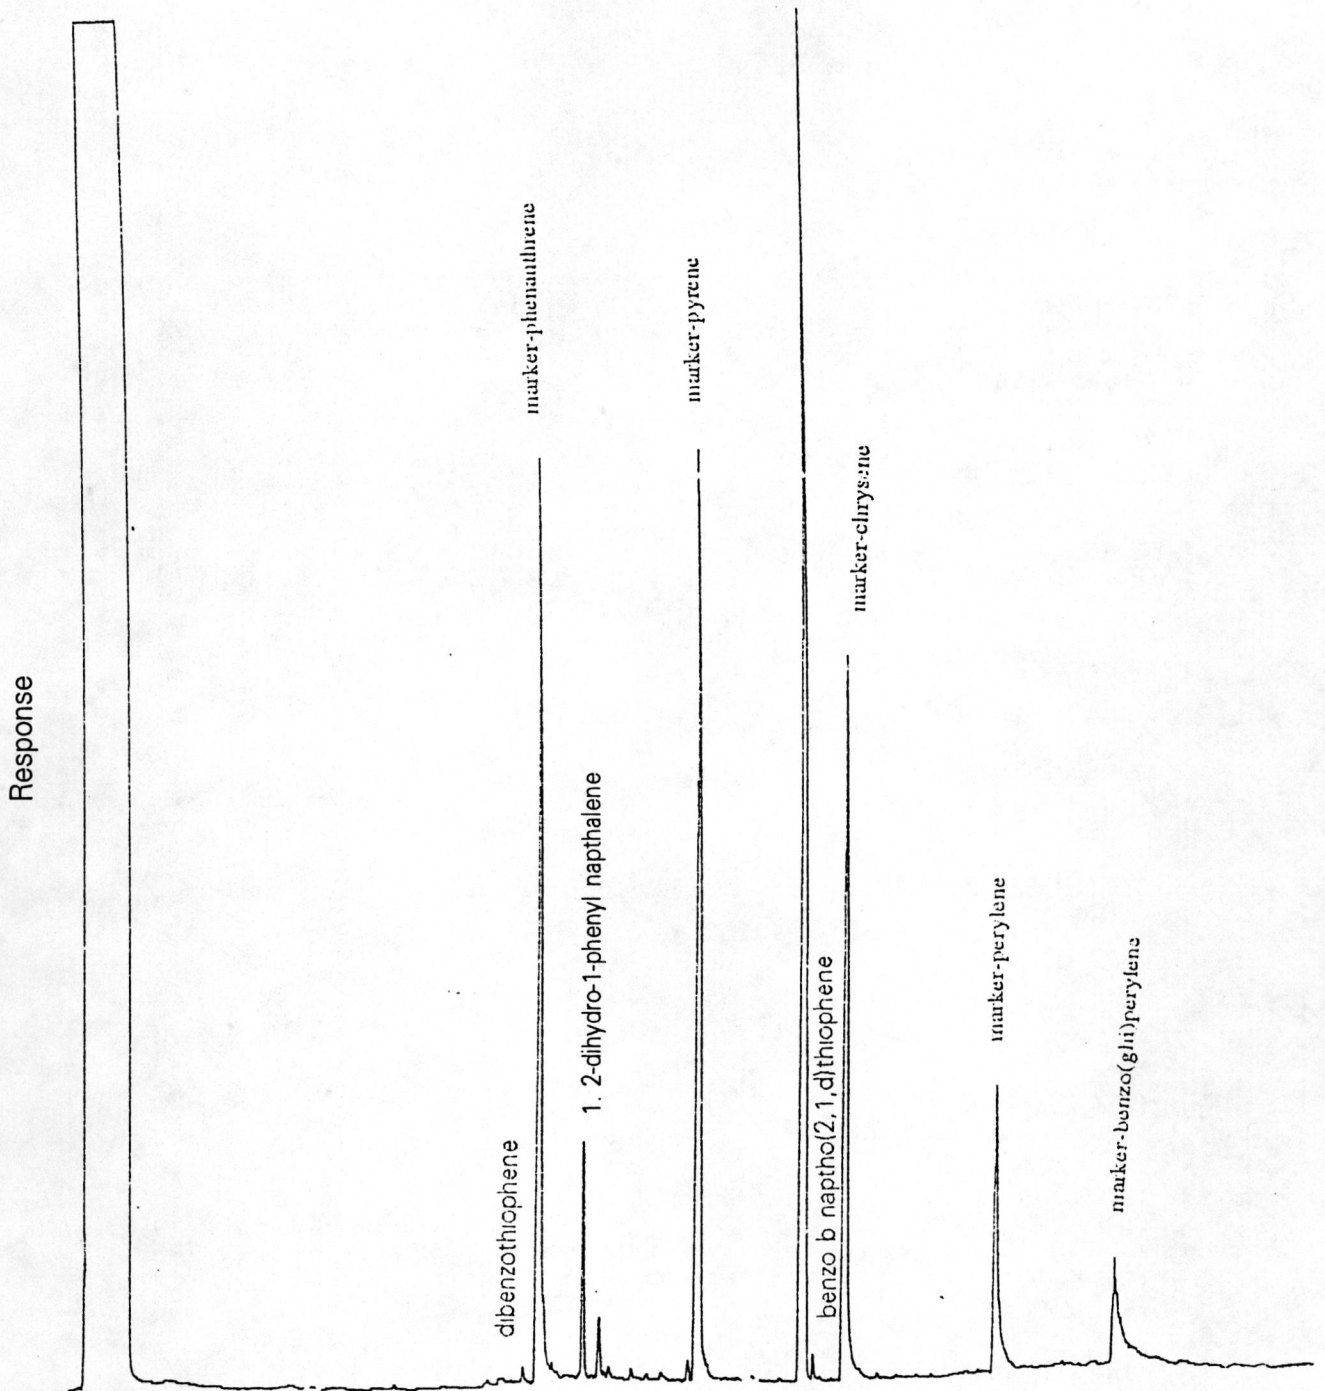 Response
dibenzothiophene
marker-phenanthrene
1. 2-dihydro-1-phenyl napthalene
marker-pyrene
benzo b naptho(2,1,d)thiophene
marker-chrysene
marker-perylene
marker-benzo(ghi)perylene